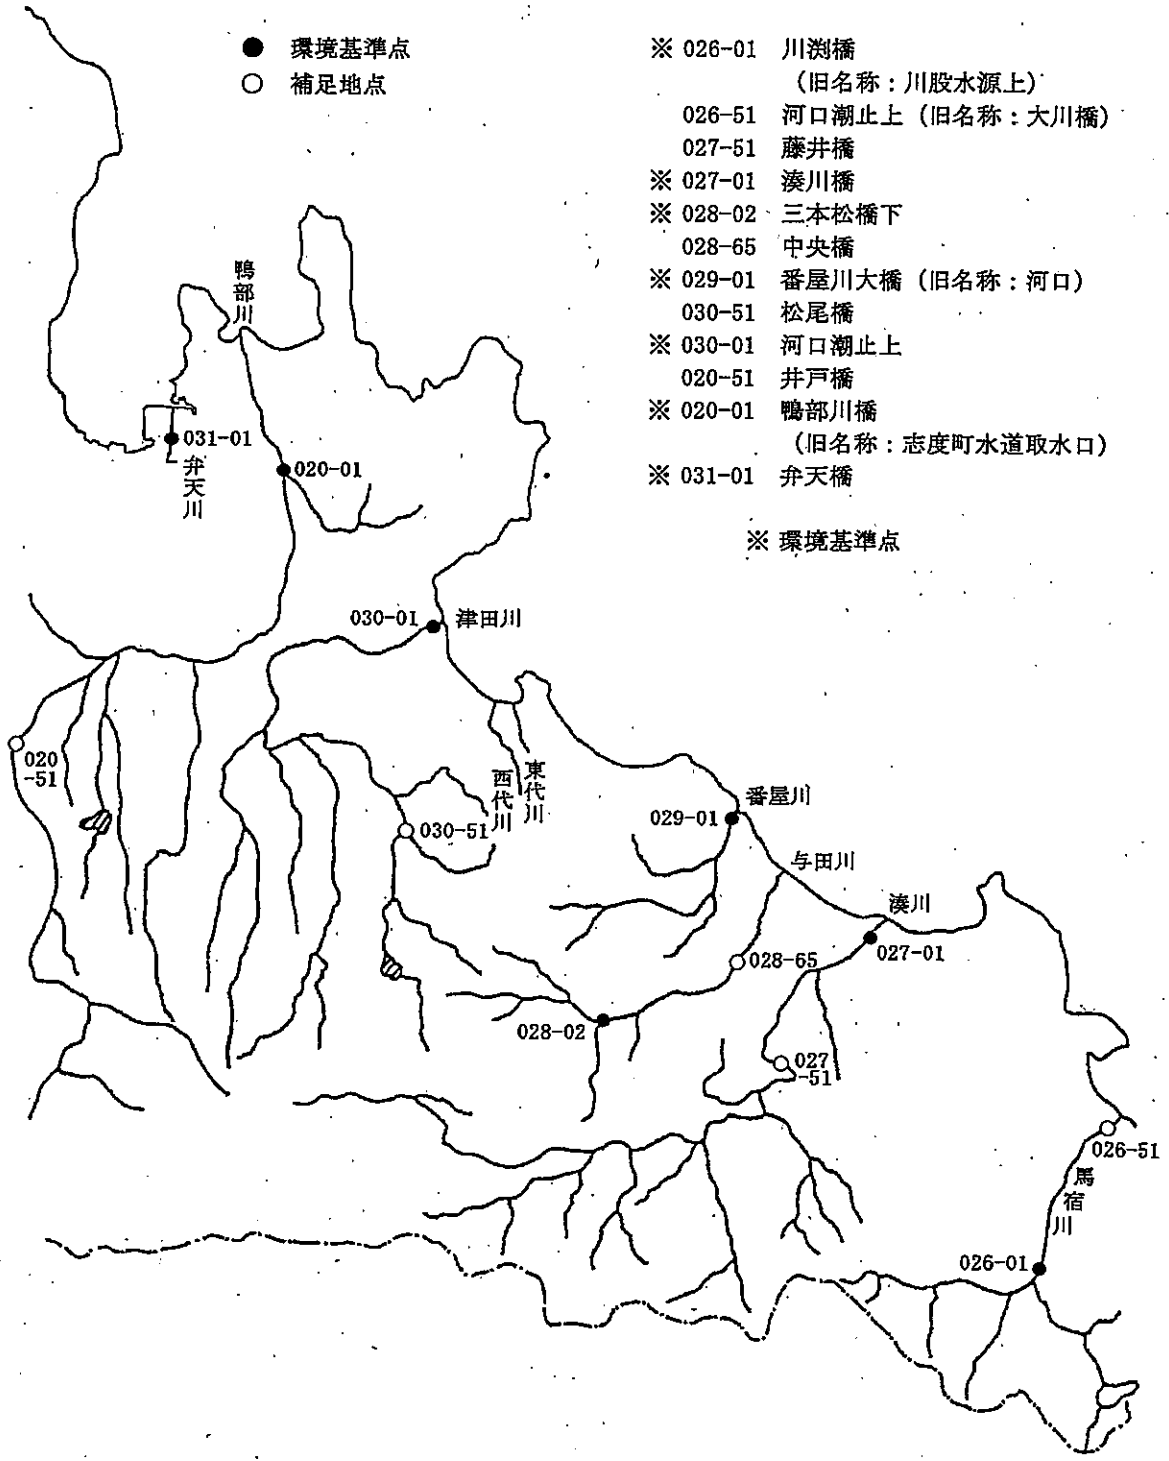 ● 環境基準点
○ 補足地点
※ 026-01 川渕橋
(旧名称：川股水源上)
026-51 河口潮止上 (旧名称：大川橋)
027-51 藤井橋
※ 027-01 湊川橋
※ 028-02 三本松橋下
028-65 中央橋
※ 029-01 番屋川大橋 (旧名称：河口)
030-51 松尾橋
※ 030-01 河口潮止上
020-51 井戸橋
※ 020-01 鴨部川橋
(旧名称：志度町水道取水口)
※ 031-01 弁天橋
※ 環境基準点
鴨部川
031-01
弁天川
020-01
030-01
津田川
020
-51
西代川
東代川
030-51
029-01
番屋川
与田川
湊川
027-01
028-65
028-02
027
-51
026-51
馬宿川
026-01